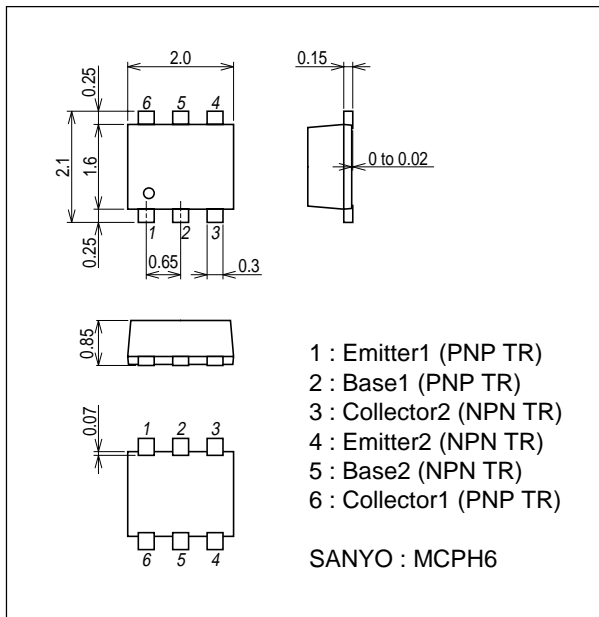 0.25
2.0
0.15
6 5 4
2.1
1.6
0 to 0.02
0.25
1 2 3
0.65
0.3
0.85
1 : Emitter1 (PNP TR)
2 : Base1 (PNP TR)
3 : Collector2 (NPN TR)
4 : Emitter2 (NPN TR)
5 : Base2 (NPN TR)
6 : Collector1 (PNP TR)
0.07
1 2 3
6 5 4
SANYO : MCPH6